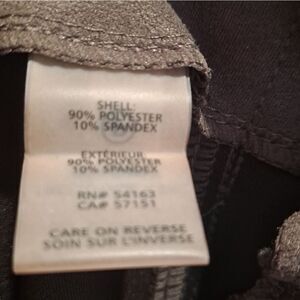 SHELL:
90% POLYESTER
10% SPANDEX
EXTÉRIEUR
90% POLYESTER
10% SPANDEX
RN# 54163
CA# 57151
CARE ON REVERSE
SOIN SUR L'INVERSE